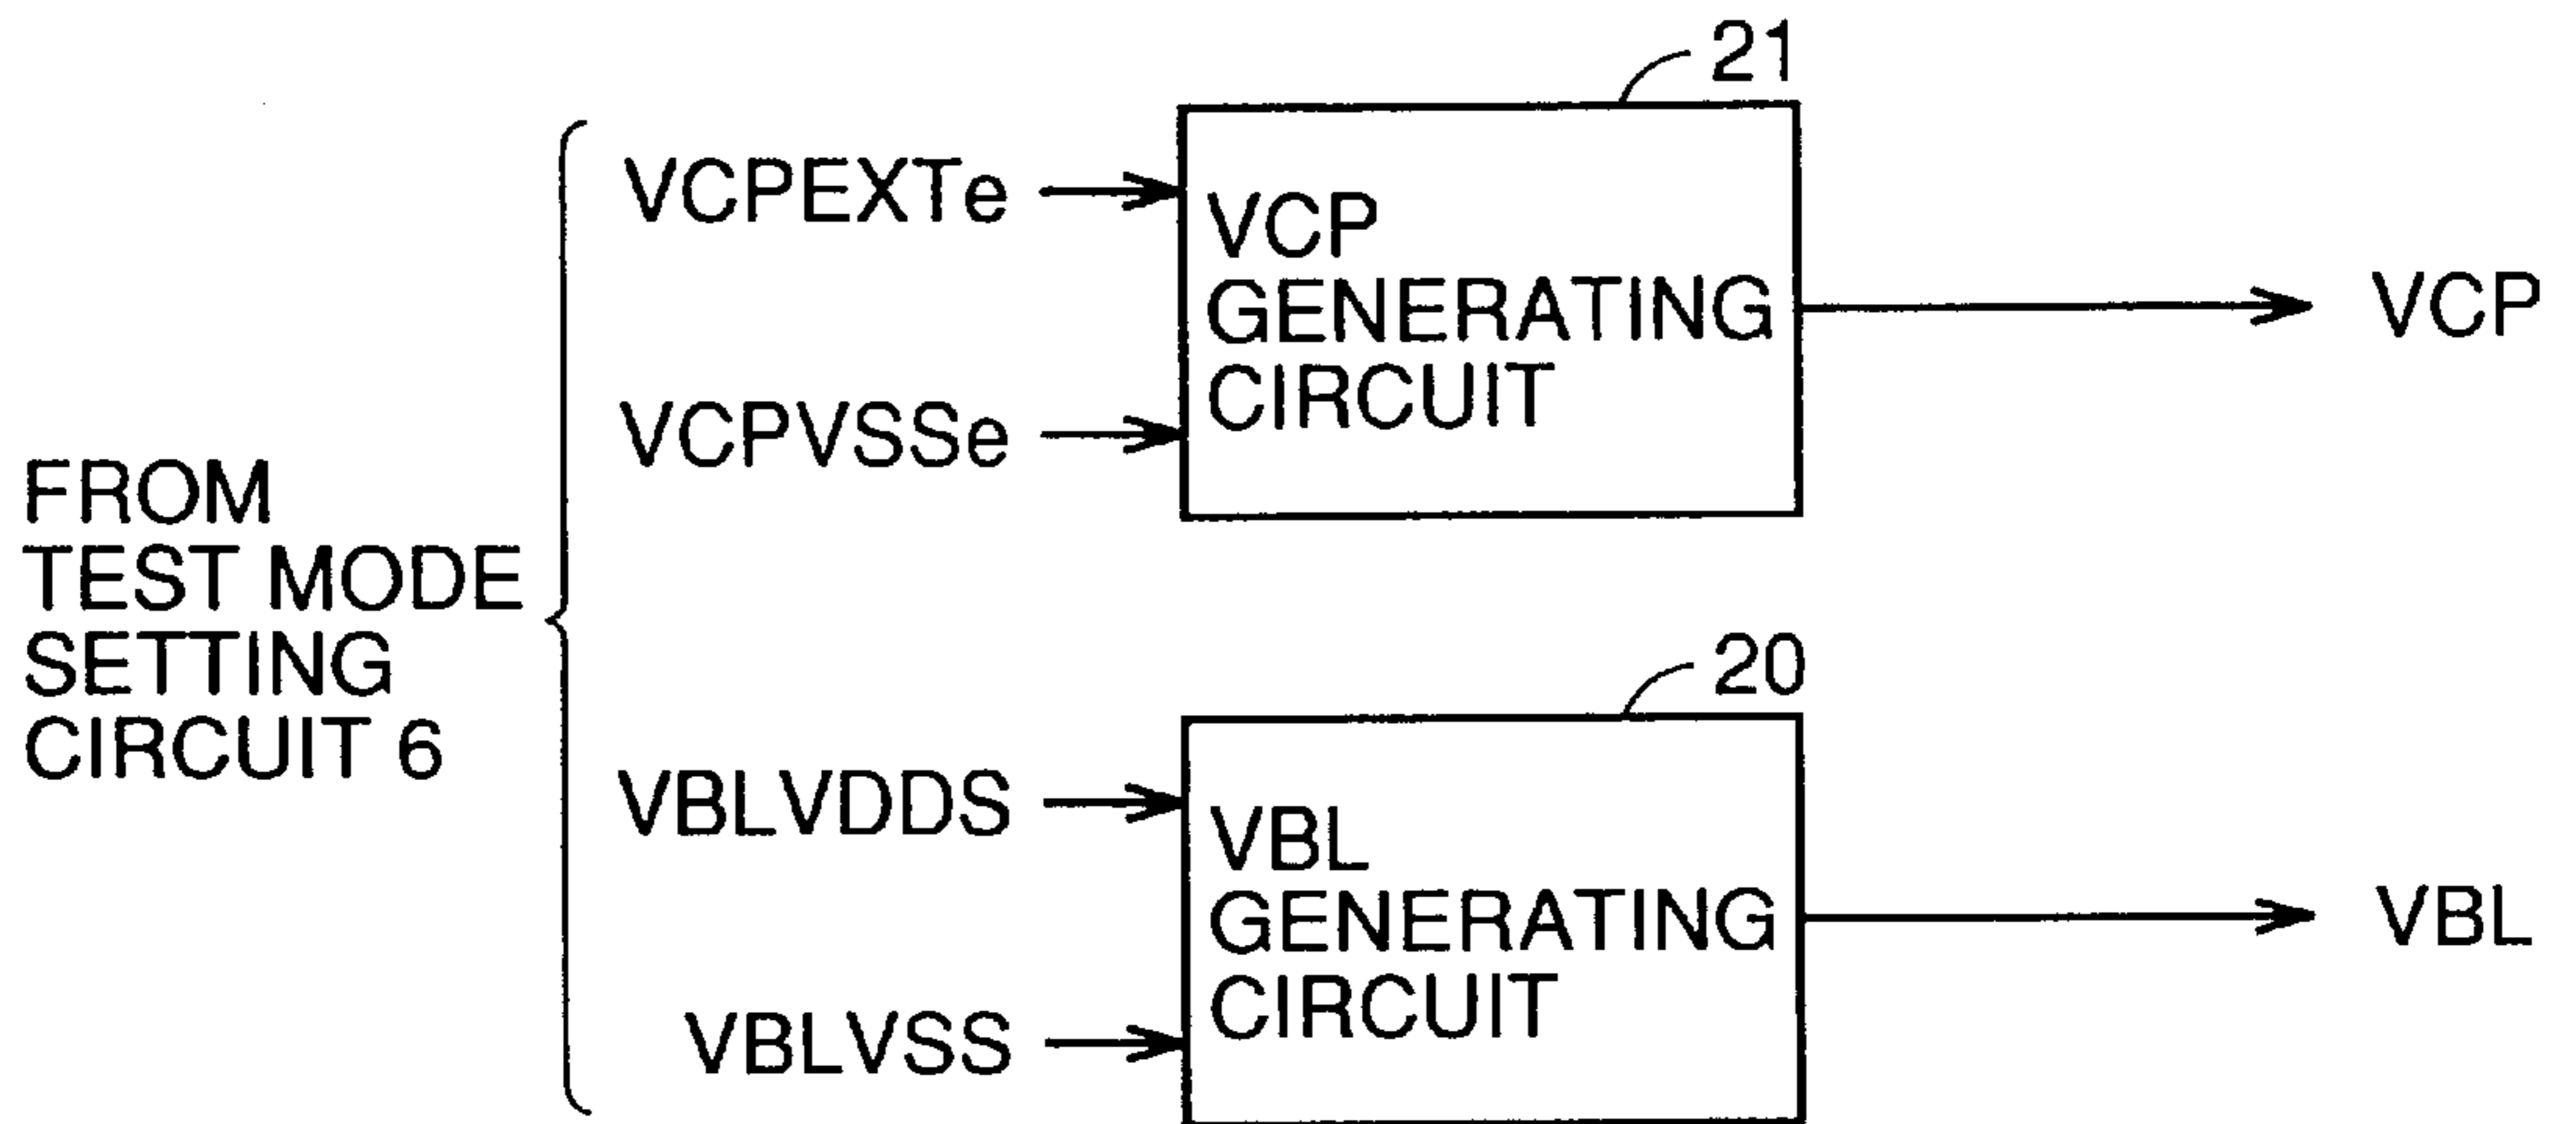 FROM
TEST MODE
SETTING
CIRCUIT 6
VCPEXTe
VCPVSSe
21
VCP
GENERATING
CIRCUIT
VCP
VBLVDDS
VBLVSS
20
VBL
GENERATING
CIRCUIT
VBL